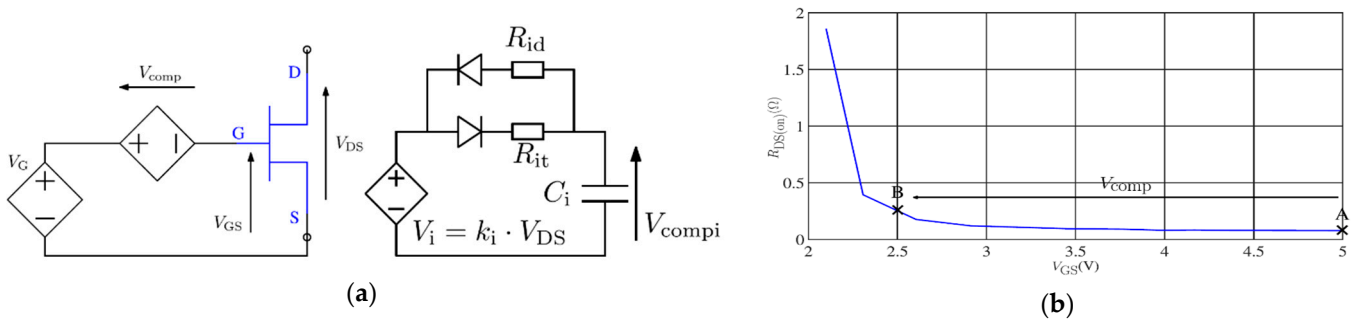 V_comp
D
V_G
G
V_DS
V_GS
S
R_id
R_it
C_i
V_i = k_i · V_DS
V_compi
(a)
R_DS(on)(Ω)
2
1.5
1
0.5
0
B
V_comp
A
2
2.5
3
3.5
4
4.5
5
V_GS(V)
(b)